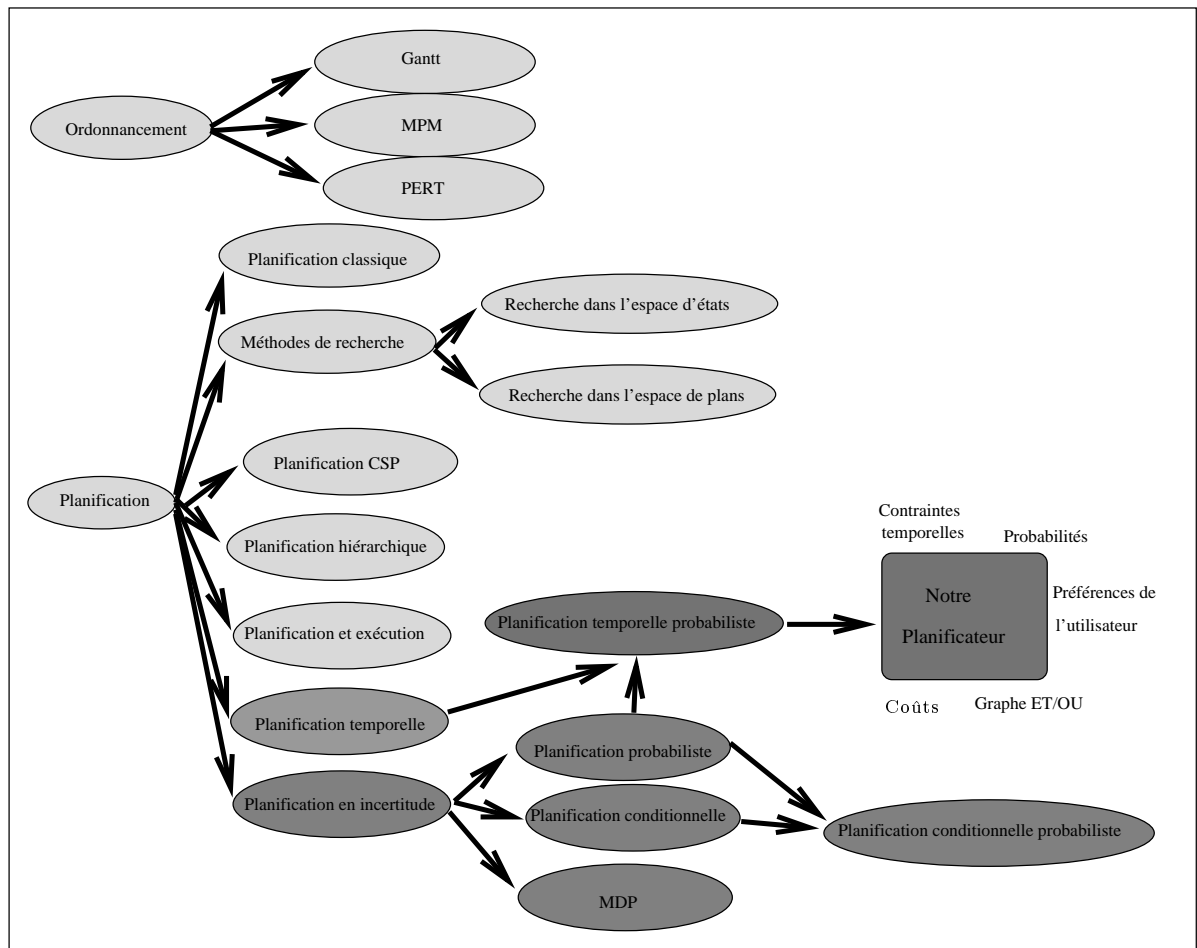 Gantt
Ordonnancement
MPM
PERT
Planification classique
Recherche dans l’espace d’états
Méthodes de recherche
Recherche dans l’espace de plans
Planification CSP
Planification
Planification hiérarchique
Planification et exécution
Planification temporelle probabiliste
Contraintes
temporelles
Probabilités
Notre
Planificateur
Préférences de
l’utilisateur
Coûts
Graphe ET/OU
Planification temporelle
Planification probabiliste
Planification en incertitude
Planification conditionnelle
Planification conditionnelle probabiliste
MDP